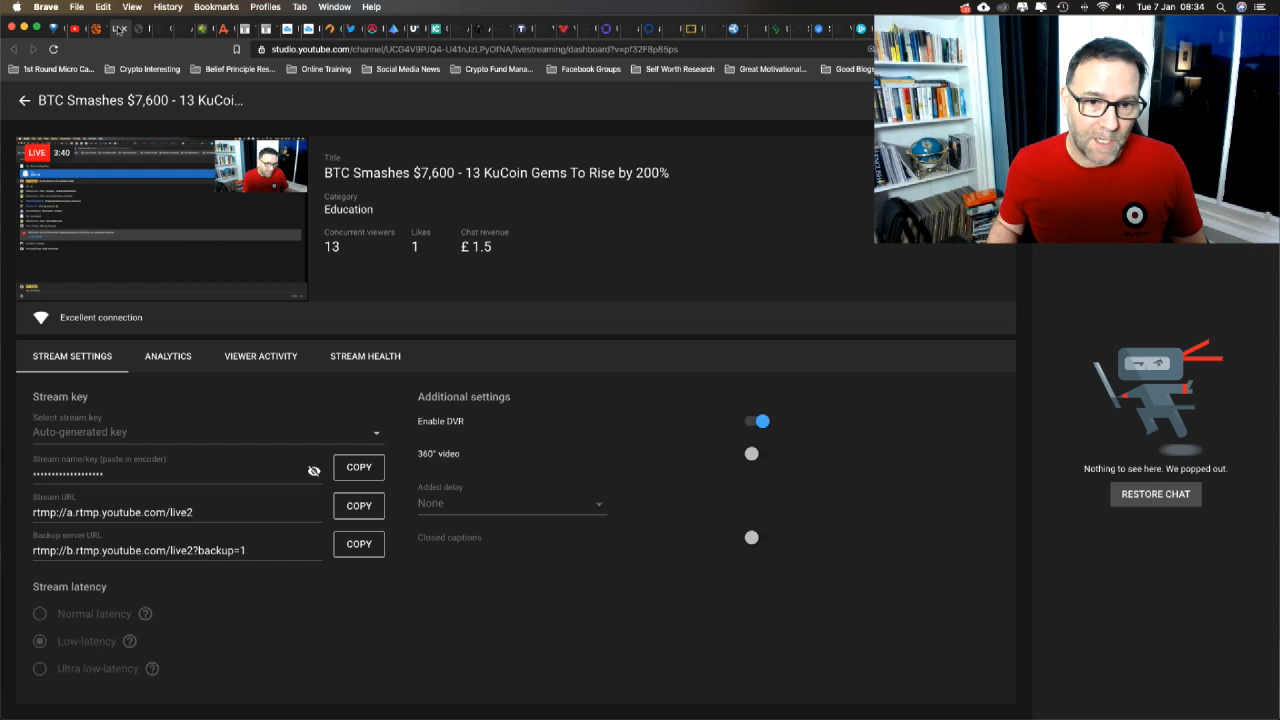 Brave File Edit View History Bookmarks Profiles Tab Window Help
Tue 7 Jan 08:34
studio.youtube.com/channel/UCG4V9PJQ4-U41nJzLPyOfNA/livestreaming/dashboard?v=pf32F8p85ps
1st Round Micro Ca... Crypto Interesting Belief Principle Res... Online Training Social Media News Crypto Fund Mana... Facebook Groups Self Worth Research Great Motivational... Good Blog
BTC Smashes $7,600 - 13 KuCoi...
LIVE 3:40
Title
BTC Smashes $7,600 - 13 KuCoin Gems To Rise by 200%
Category
Education
Concurrent viewers Likes Chat revenue
13 1 £ 1.5
Excellent connection
STREAM SETTINGS ANALYTICS VIEWER ACTIVITY STREAM HEALTH
Stream key
Select stream key
Auto-generated key
Stream name/key (paste in encoder)
•••••••••••••••••••
COPY
Stream URL
rtmp://a.rtmp.youtube.com/live2
COPY
Backup server URL
rtmp://b.rtmp.youtube.com/live2?backup=1
COPY
Stream latency
Normal latency
Low-latency
Ultra low-latency
Additional settings
Enable DVR
360° video
Added delay
None
Closed captions
Nothing to see here. We popped out.
RESTORE CHAT